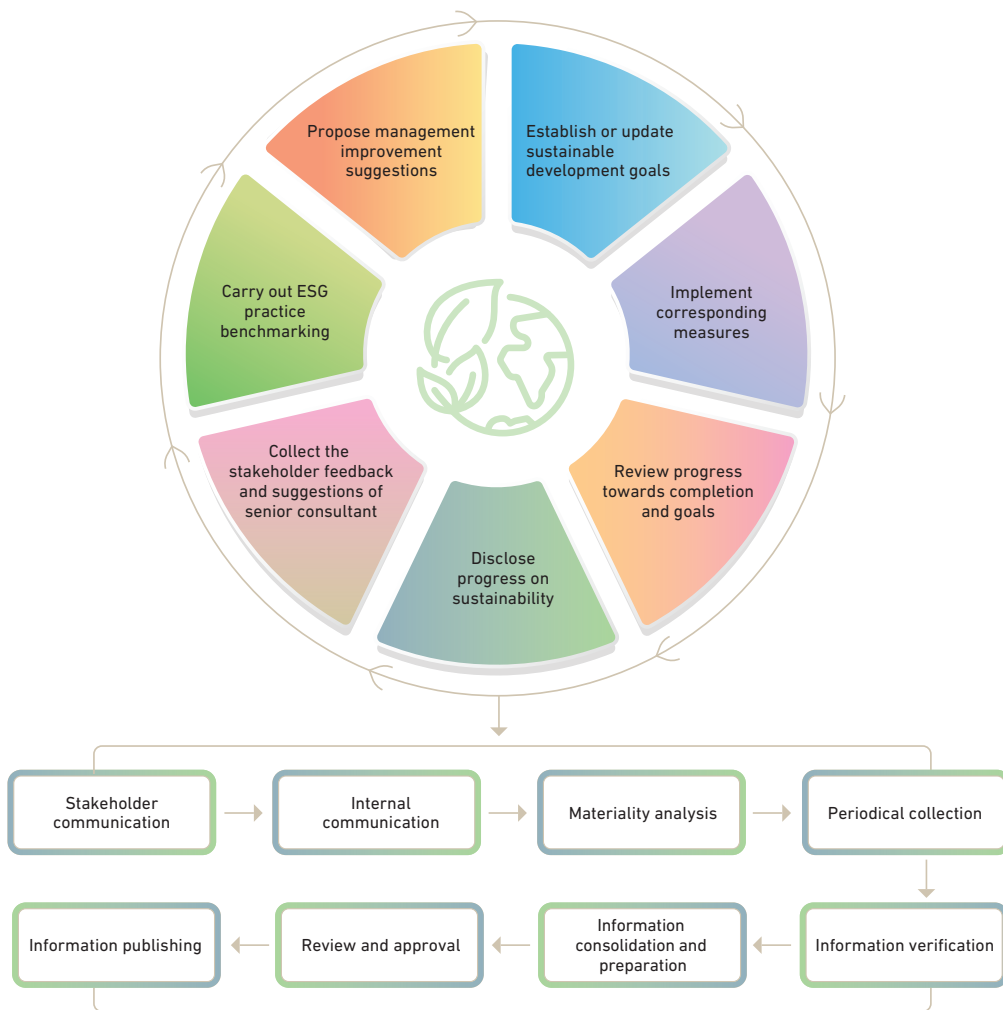 Propose management
improvement
suggestions
Establish or update
sustainable
development goals
Implement
corresponding
measures
Review progress
towards completion
and goals
Disclose
progress on
sustainability
Collect the
stakeholder feedback
and suggestions of
senior consultant
Carry out ESG
practice
benchmarking
Stakeholder
communication
Internal
communication
Materiality analysis
Periodical collection
Information publishing
Review and approval
Information
consolidation and
preparation
Information verification